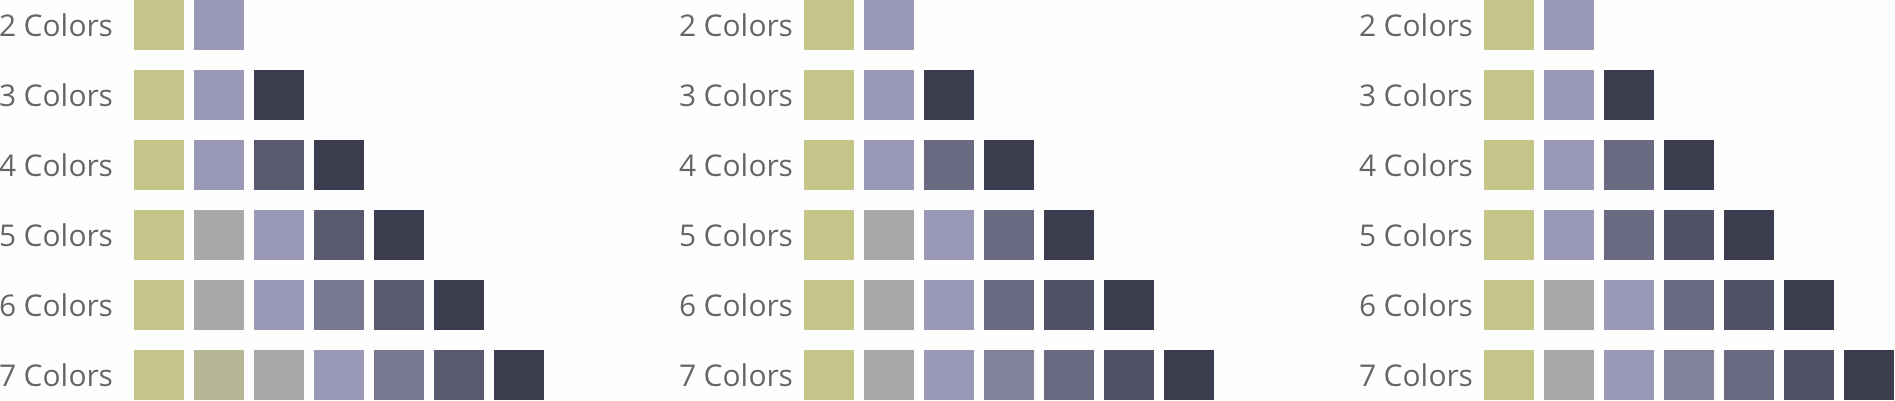 2 Colors 2 Colors 2 Colors
3 Colors 3 Colors 3 Colors
4 Colors 4 Colors 4 Colors
5 Colors 5 Colors 5 Colors
6 Colors 6 Colors 6 Colors
7 Colors 7 Colors 7 Colors